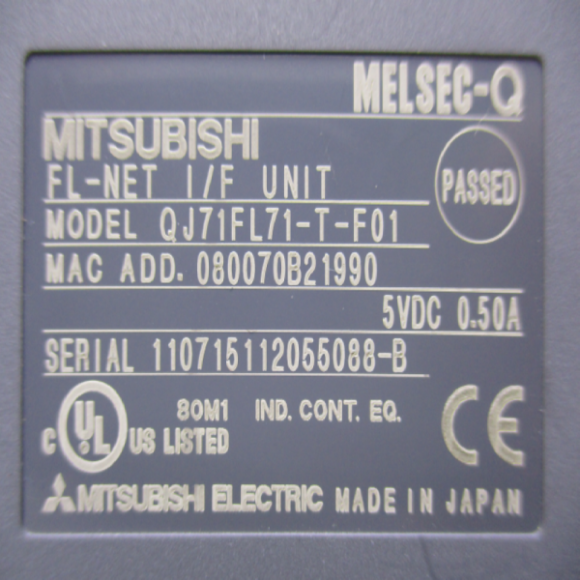 MELSEC-Q
MITSUBISHI
FL-NET I/F UNIT
PASSED
MODEL QJ71FL71-T-F01
MAC ADD. 080070B21990
5VDC 0.50A
SERIAL 110715112055088-B
C UL US LISTED 80M1 IND. CONT. EQ.
CE
MITSUBISHI ELECTRIC MADE IN JAPAN